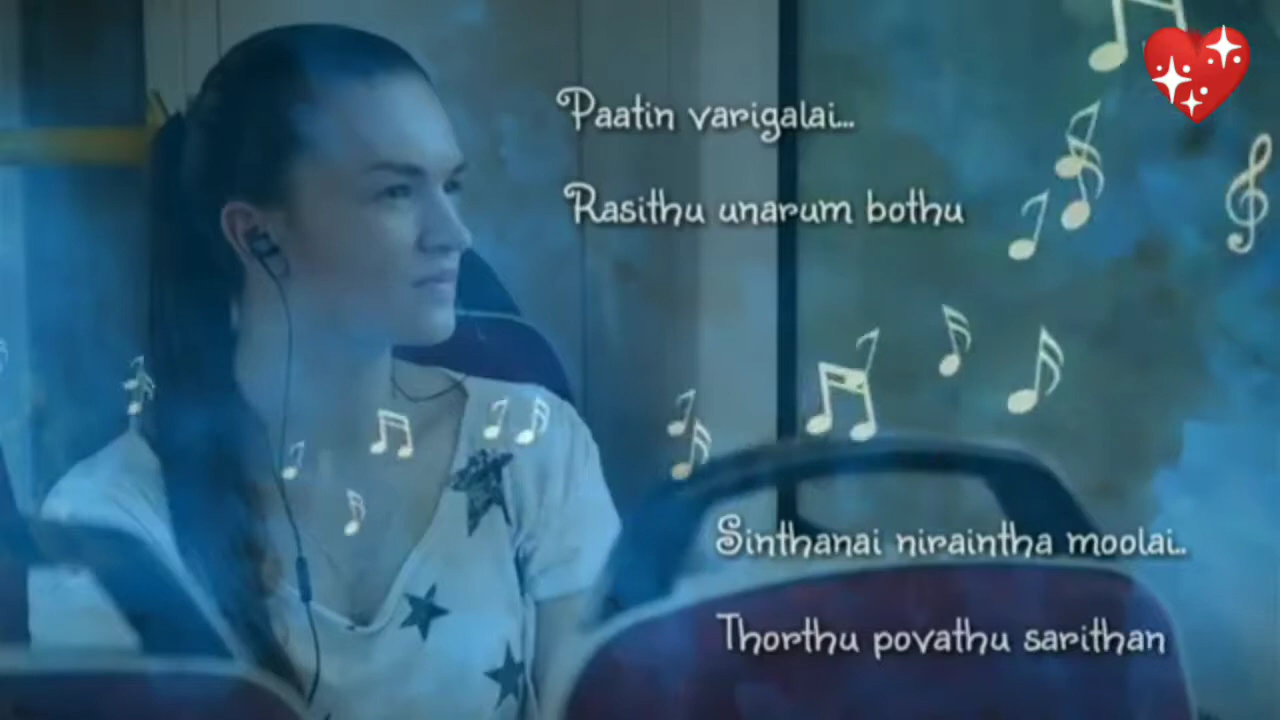 Paatin varigalai...
Rasithu unarum bothu
Sinthanai niraintha moolai..
Thorthu povathu sarithan